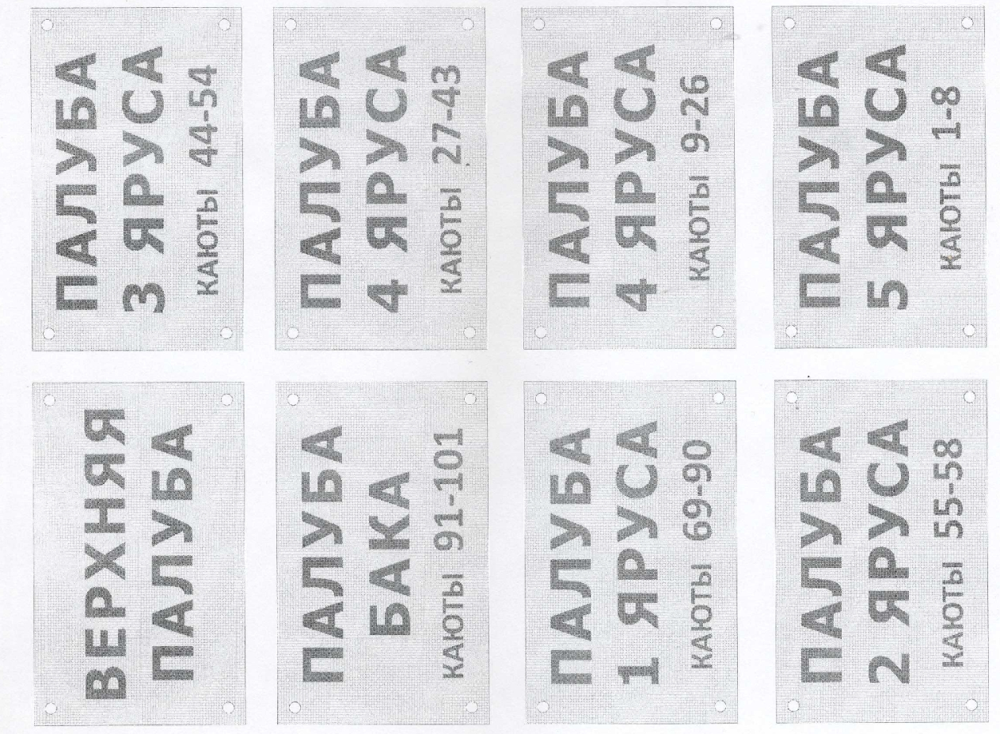 ВЕРХНЯЯ
ПАЛУБА
ПАЛУБА
3 ЯРУСА
КАЮТЫ 44-54
ПАЛУБА
БАКА
КАЮТЫ 91-101
ПАЛУБА
4 ЯРУСА
КАЮТЫ 27-43
ПАЛУБА
1 ЯРУСА
КАЮТЫ 69-90
ПАЛУБА
4 ЯРУСА
КАЮТЫ 9-26
ПАЛУБА
2 ЯРУСА
КАЮТЫ 55-58
ПАЛУБА
5 ЯРУСА
КАЮТЫ 1-8